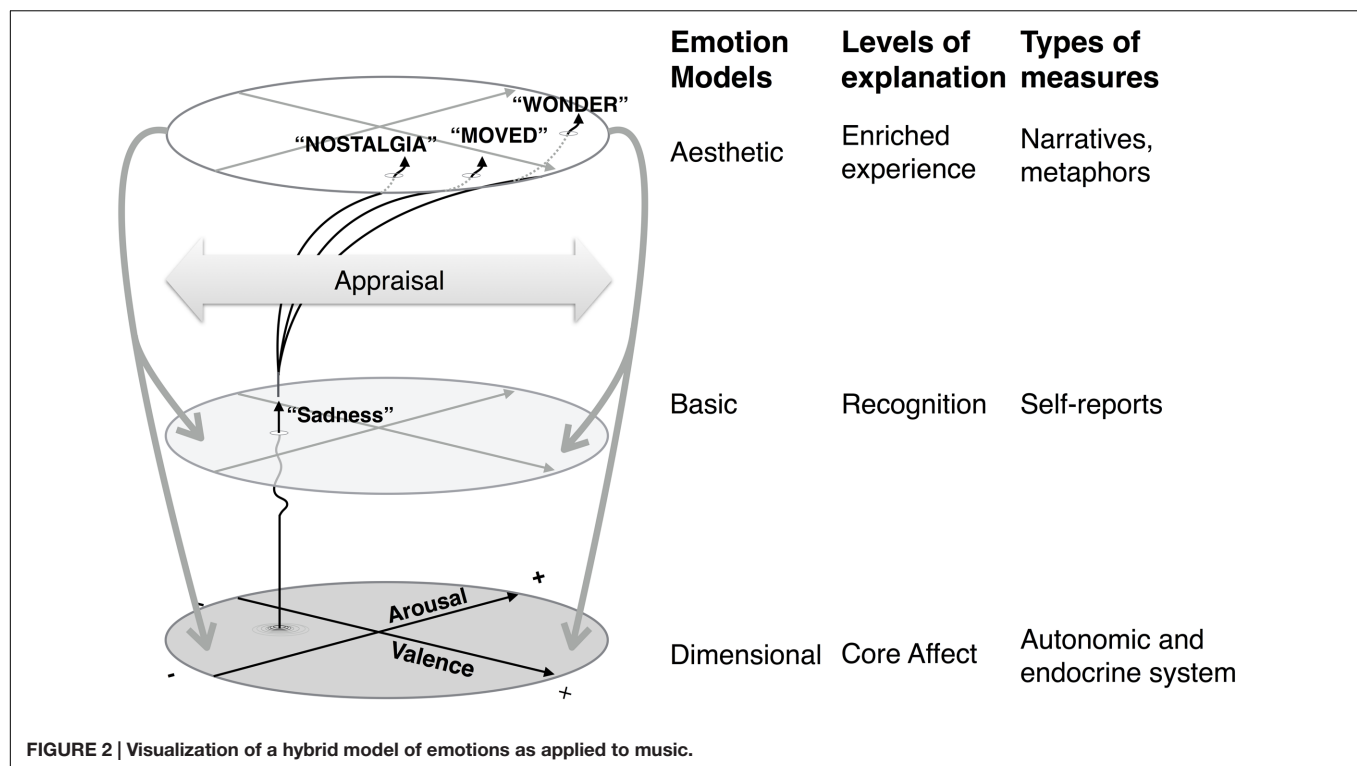 Emotion Models
Levels of explanation
Types of measures
“WONDER”
“NOSTALGIA”
“MOVED”
Aesthetic
Enriched experience
Narratives, metaphors
Appraisal
“Sadness”
Basic
Recognition
Self-reports
+
-
Arousal
Valence
-
+
Dimensional
Core Affect
Autonomic and endocrine system
FIGURE 2 | Visualization of a hybrid model of emotions as applied to music.